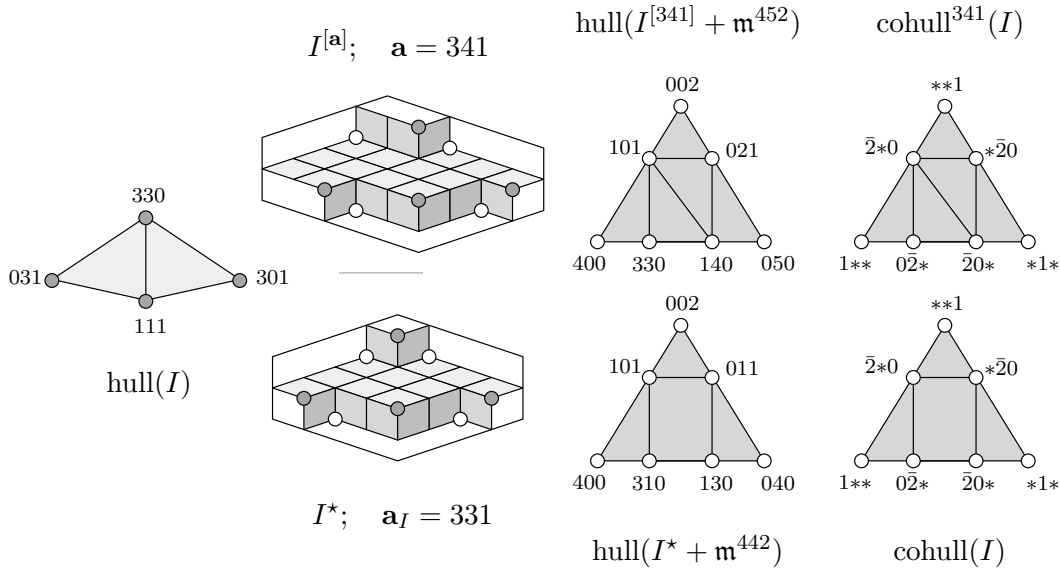 I^{[𝐚]};   𝐚 = 341
hull(I^{[341]} + 𝔪^{452})
cohull^{341}(I)
002
∗∗1
101
021
2̄∗0
∗2̄0
330
031
301
111
hull(I)
400 330 140 050
1∗∗ 02̄∗ 2̄0∗ ∗1∗
002
∗∗1
101
011
2̄∗0
∗2̄0
400 310 130 040
1∗∗ 02̄∗ 2̄0∗ ∗1∗
I^⋆;   𝐚_I = 331
hull(I^⋆ + 𝔪^{442})
cohull(I)